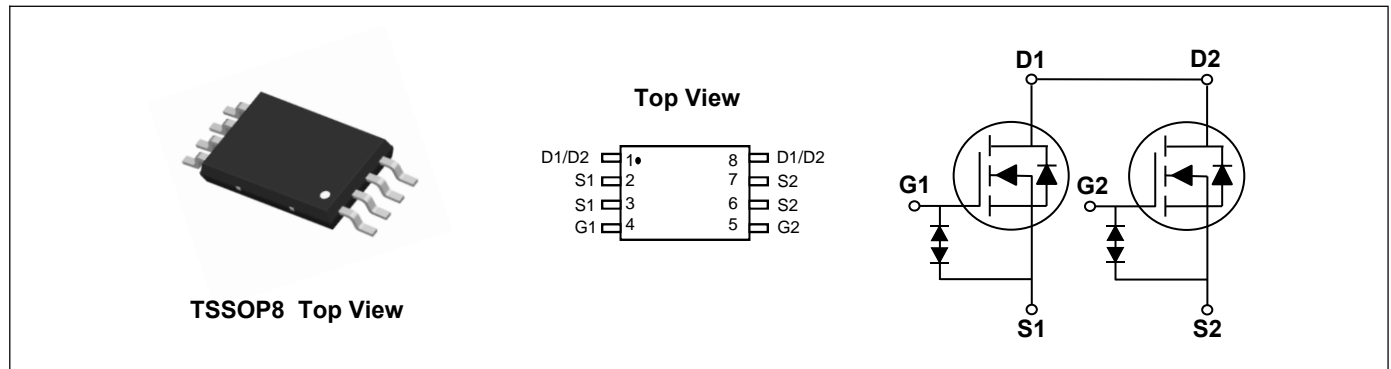 TSSOP8 Top View
Top View
D1/D2 1 8 D1/D2
S1 2 7 S2
S1 3 6 S2
G1 4 5 G2
D1 D2
G1 G2
S1 S2